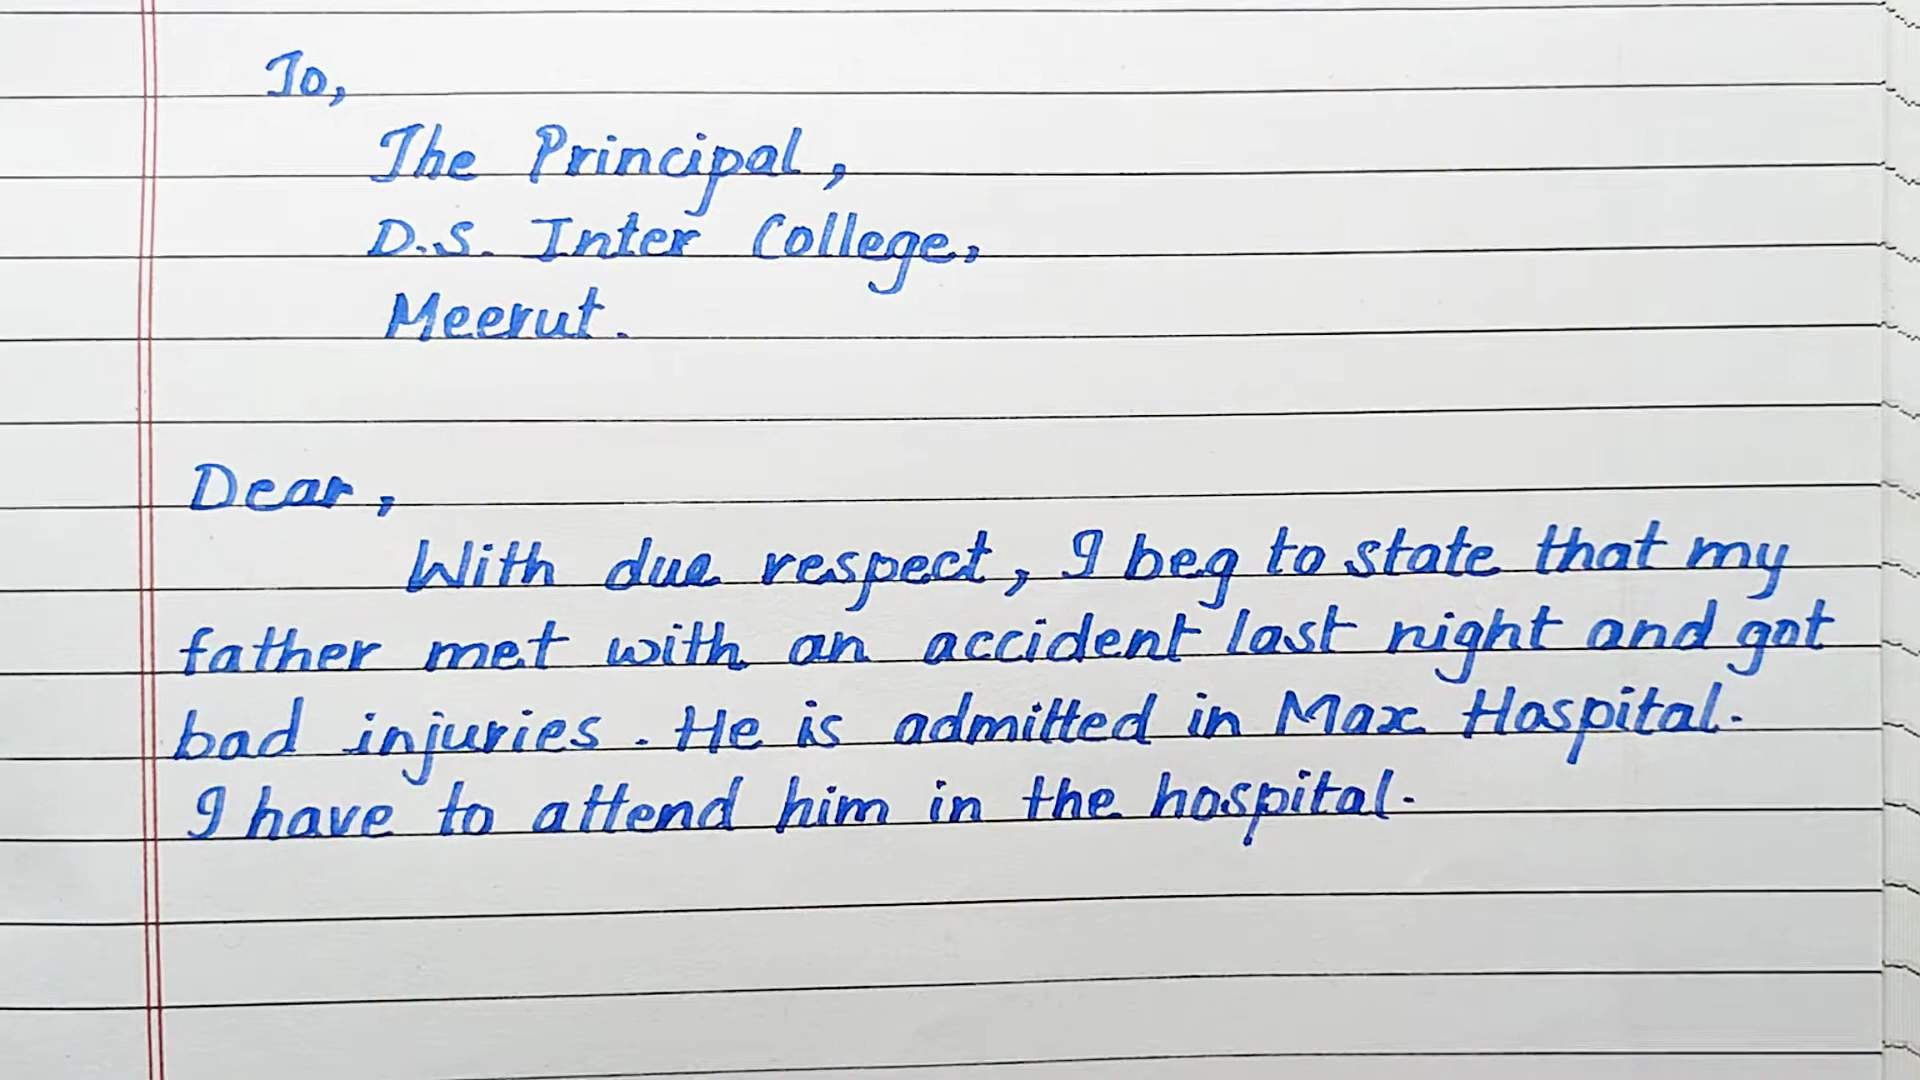 To,
The Principal,
D.S. Inter College,
Meerut.
Dear,
With due respect, I beg to state that my
father met with an accident last night and got
bad injuries. He is admitted in Max Hospital.
I have to attend him in the hospital.